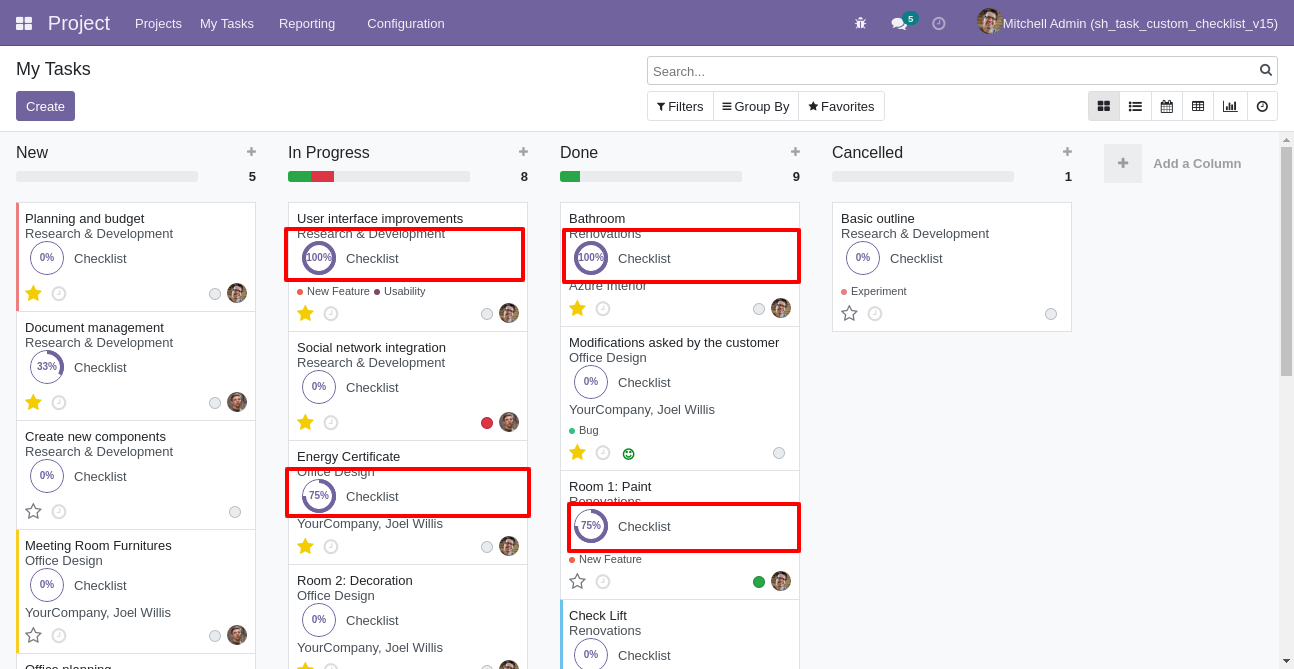 Project
Projects My Tasks Reporting Configuration
5
Mitchell Admin (sh_task_custom_checklist_v15)
My Tasks
Search...
Create
Filters Group By Favorites
New
5
Planning and budget
Research & Development
0% Checklist
Document management
Research & Development
33% Checklist
Create new components
Research & Development
0% Checklist
Meeting Room Furnitures
Office Design
0% Checklist
YourCompany, Joel Willis
Office planning
In Progress
8
User interface improvements
Research & Development
100% Checklist
New Feature Usability
Social network integration
Research & Development
0% Checklist
Energy Certificate
Office Design
75% Checklist
YourCompany, Joel Willis
Room 2: Decoration
Office Design
0% Checklist
YourCompany, Joel Willis
Done
9
Bathroom
Renovations
100% Checklist
Azure Interior
Modifications asked by the customer
Office Design
0% Checklist
YourCompany, Joel Willis
Bug
Room 1: Paint
Renovations
75% Checklist
New Feature
Check Lift
Renovations
0% Checklist
Cancelled
1
Basic outline
Research & Development
0% Checklist
Experiment
Add a Column